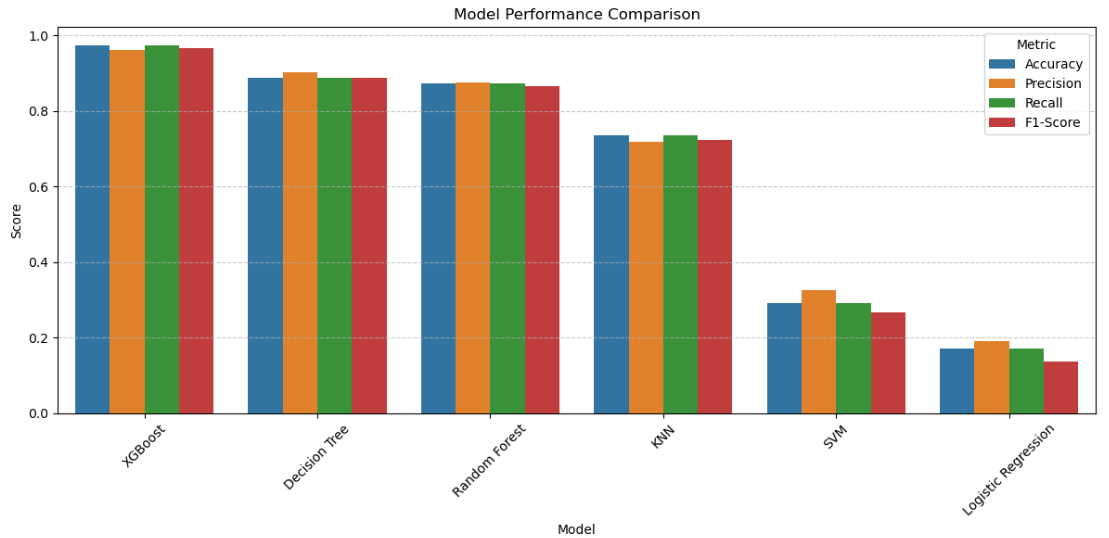 Model Performance Comparison
Metric
Accuracy
Precision
Recall
F1-Score
Score
1.0
0.8
0.6
0.4
0.2
0.0
XGBoost
Decision Tree
Random Forest
KNN
SVM
Logistic Regression
Model